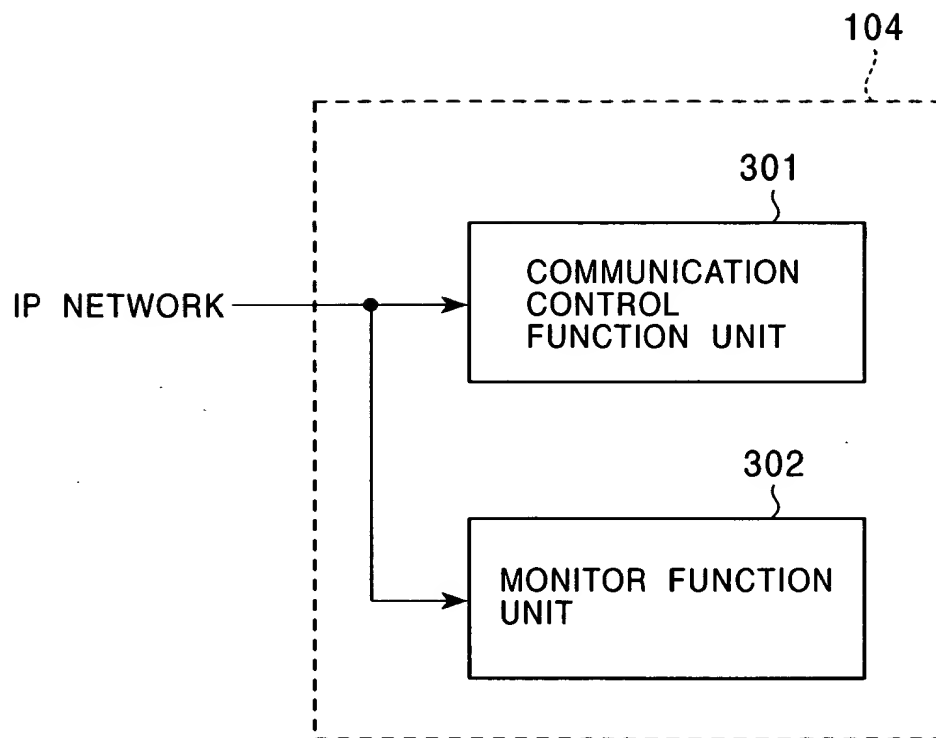 104
301
COMMUNICATION
CONTROL
FUNCTION UNIT
IP NETWORK
302
MONITOR FUNCTION
UNIT